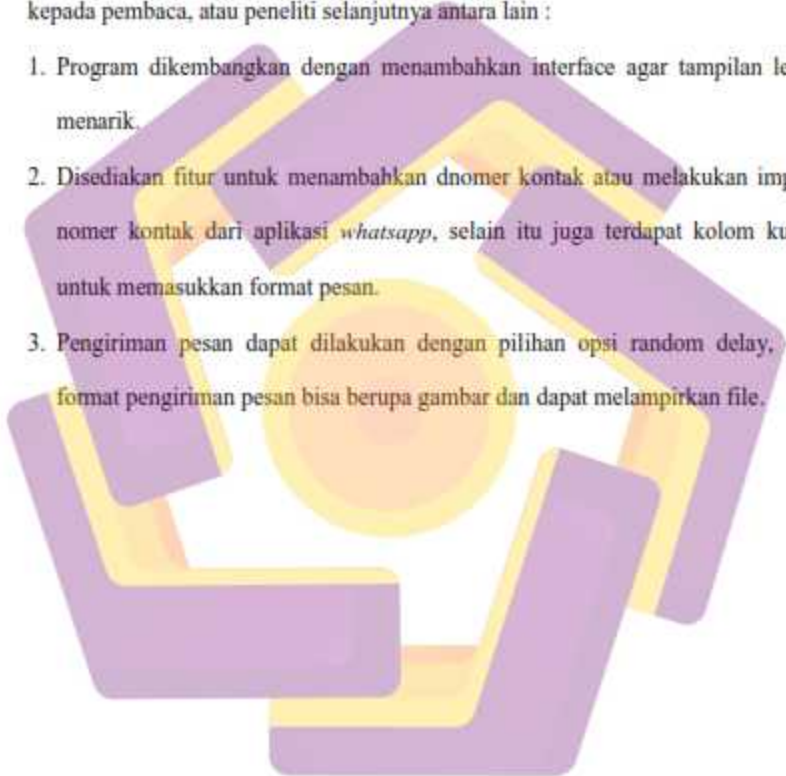 kepada pembaca, atau peneliti selanjutnya antara lain :
1. Program dikembangkan dengan menambahkan interface agar tampilan le
menarik.
2. Disediakan fitur untuk menambahkan dnomer kontak atau melakukan imp
nomer kontak dari aplikasi whatsapp, selain itu juga terdapat kolom ku
untuk memasukkan format pesan.
3. Pengiriman pesan dapat dilakukan dengan pilihan opsi random delay,
format pengiriman pesan bisa berupa gambar dan dapat melampirkan file.